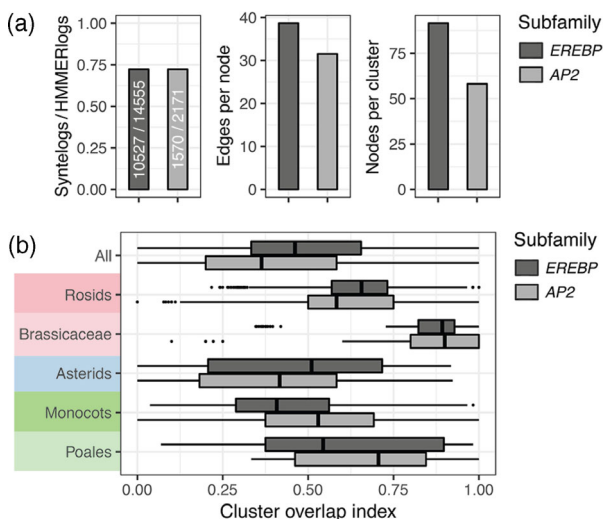 (a)
Syntelogs/HMMERlogs
1.00
0.75
0.50
0.25
0.00
10527 / 14555
1570 / 2171
Edges per node
40
30
20
10
0
Nodes per cluster
75
50
25
0
Subfamily
EREBP
AP2
(b)
All
Rosids
Brassicaceae
Asterids
Monocots
Poales
0.00 0.25 0.50 0.75 1.00
Cluster overlap index
Subfamily
EREBP
AP2